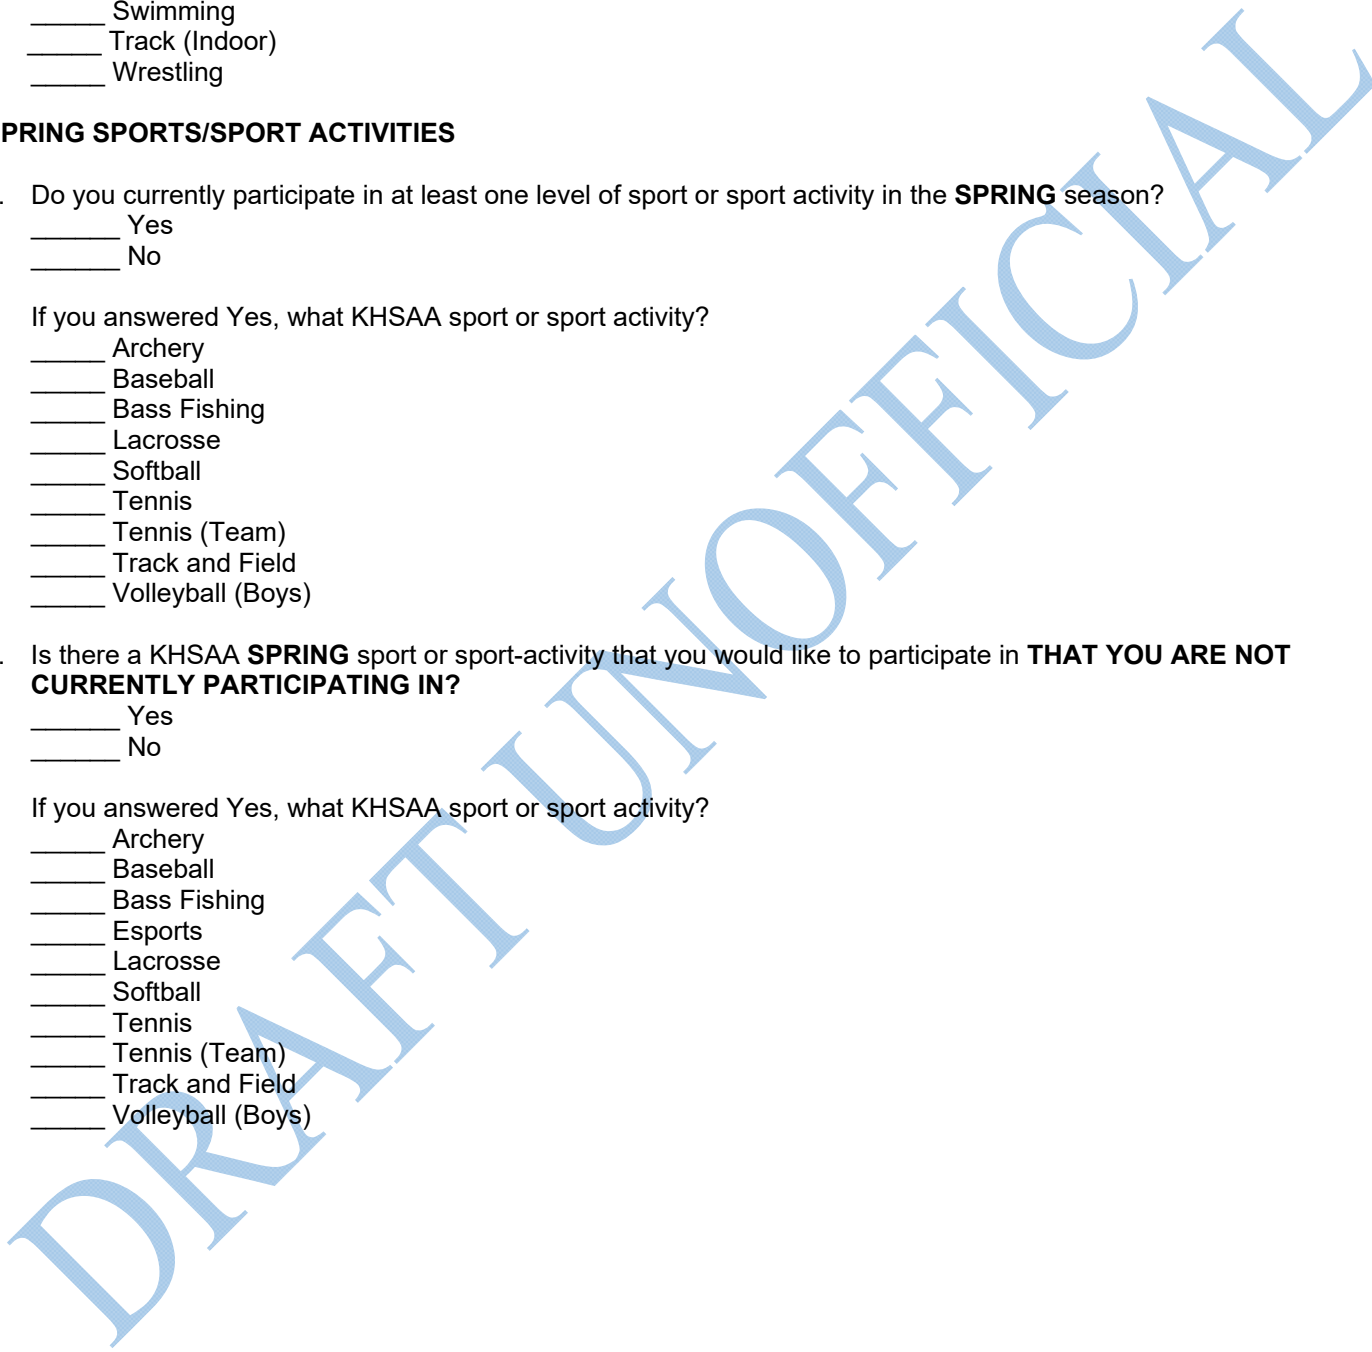 _____ Swimming
_____ Track (Indoor)
_____ Wrestling
PRING SPORTS/SPORT ACTIVITIES
. Do you currently participate in at least one level of sport or sport activity in the SPRING season?
______ Yes
______ No
If you answered Yes, what KHSAA sport or sport activity?
_____ Archery
_____ Baseball
_____ Bass Fishing
_____ Lacrosse
_____ Softball
_____ Tennis
_____ Tennis (Team)
_____ Track and Field
_____ Volleyball (Boys)
. Is there a KHSAA SPRING sport or sport-activity that you would like to participate in THAT YOU ARE NOT
CURRENTLY PARTICIPATING IN?
______ Yes
______ No
If you answered Yes, what KHSAA sport or sport activity?
_____ Archery
_____ Baseball
_____ Bass Fishing
_____ Esports
_____ Lacrosse
_____ Softball
_____ Tennis
_____ Tennis (Team)
_____ Track and Field
_____ Volleyball (Boys)
DRAFT UNOFFICIAL